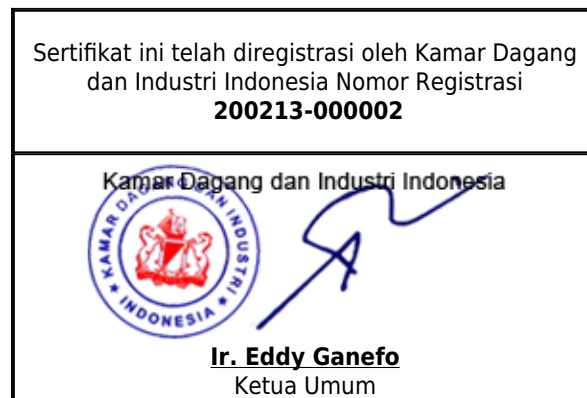 Sertifikat ini telah diregistrasi oleh Kamar Dagang
dan Industri Indonesia Nomor Registrasi
200213-000002
Kamar Dagang dan Industri Indonesia
KAMAR DAGANG DAN INDUSTRI
INDONESIA
Ir. Eddy Ganefo
Ketua Umum